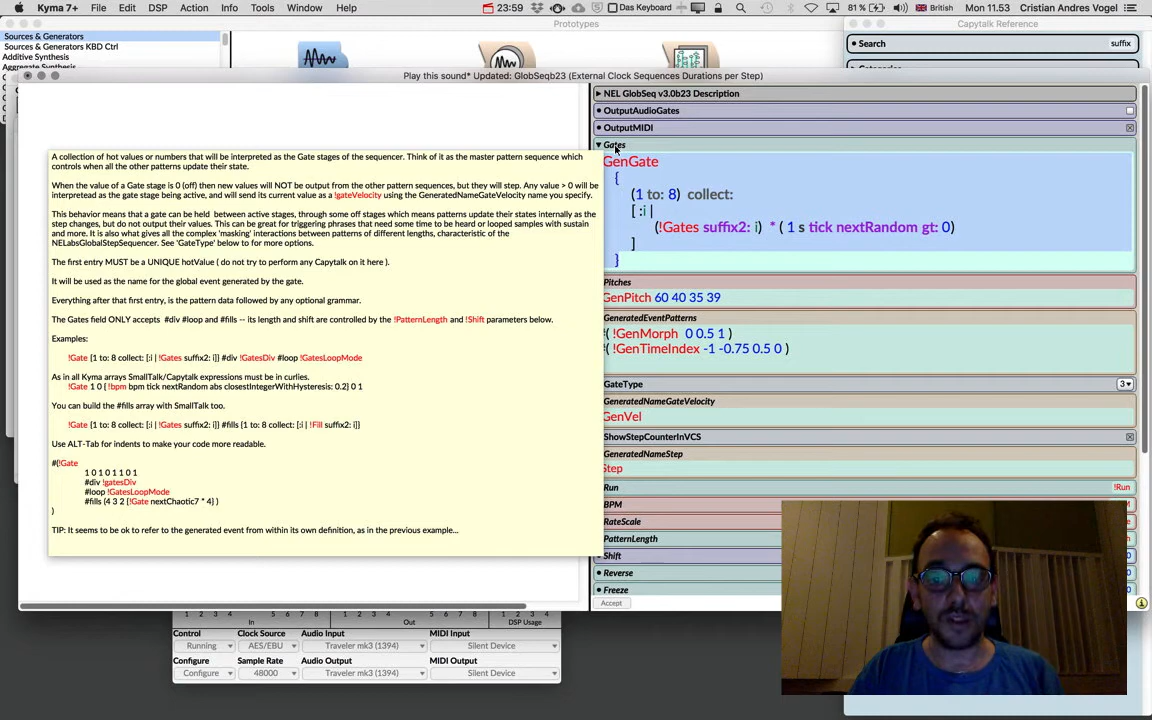 Kyma 7+ File Edit DSP Action Info Tools Window Help 23:59 Das Keyboard 81 % British Mon 11.53 Cristian Andres Vogel
Prototypes
Capytalk Reference
Sources & Generators
Sources & Generators KBD Ctrl
Additive Synthesis
Search suffix
Play this sound* Updated: GlobSeqb23 (External Clock Sequences Durations per Step)
NEL GlobSeq v3.0b23 Description
OutputAudioGates
OutputMIDI
Gates
GenGate
{
(1 to: 8) collect:
[ :i |
(!Gates suffix2: i) * ( 1 s tick nextRandom gt: 0)
]
}
Pitches
GenPitch 60 40 35 39
GeneratedEventPatterns
( !GenMorph 0 0.5 1 )
( !GenTimeIndex -1 -0.75 0.5 0 )
GateType 3
GeneratedNameGateVelocity
GenVel
ShowStepCounterInVCS
GeneratedNameStep
Step
Run !Run
BPM
RateScale
PatternLength
Shift
Reverse
Freeze
Accept
A collection of hot values or numbers that will be interpreted as the Gate stages of the sequencer. Think of it as the master pattern sequence which
controls when all the other patterns update their state.
When the value of a Gate stage is 0 (off) then new values will NOT be output from the other pattern sequences, but they will step. Any value > 0 will be
interpretead as the gate stage being active, and will send its current value as a !gateVelocity using the GeneratedNameGateVelocity name you specify.
This behavior means that a gate can be held between active stages, through some off stages which means patterns update their states internally as the
step changes, but do not output their values. This can be great for triggering phrases that need some time to be heard or looped samples with sustain
and more. It is also what gives all the complex 'masking' interactions between patterns of different lengths, characteristic of the
NELabsGlobalStepSequencer. See 'GateType' below to for more options.
The first entry MUST be a UNIQUE hotValue ( do not try to perform any Capytalk on it here ).
It will be used as the name for the global event generated by the gate.
Everything after that first entry, is the pattern data followed by any optional grammar.
The Gates field ONLY accepts #div #loop and #fills -- its length and shift are controlled by the !PatternLength and !Shift parameters below.
Examples:
!Gate {1 to: 8 collect: [:i | !Gates suffix2: i]} #div !GatesDiv #loop !GatesLoopMode
As in all Kyma arrays SmallTalk/Capytalk expressions must be in curlies.
!Gate 1 0 { !bpm bpm tick nextRandom abs closestIntegerWithHysteresis: 0.2} 0 1
You can build the #fills array with SmallTalk too.
!Gate {1 to: 8 collect: [:i | !Gates suffix2: i]} #fills {1 to: 8 collect: [:i | !Fill suffix2: i]}
Use ALT-Tab for indents to make your code more readable.
#(!Gate
1 0 1 0 1 1 0 1
#div !gatesDiv
#loop !GatesLoopMode
#fills (4 3 2 {!Gate nextChaotic7 * 4} )
)
TIP: It seems to be ok to refer to the generated event from within its own definition, as in the previous example...
1 2 3 4 5 6 7 8 1 2 3 4 5 6 7 8
In Out DSP Usage
Control Clock Source Audio Input MIDI Input
Running AES/EBU Traveler mk3 (1394) Silent Device
Configure Sample Rate Audio Output MIDI Output
Configure 48000 Traveler mk3 (1394) Silent Device